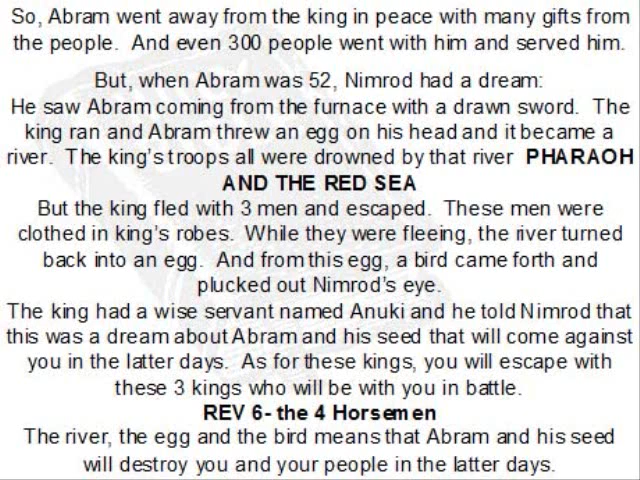 So, Abram went away from the king in peace with many gifts from
the people. And even 300 people went with him and served him.
But, when Abram was 52, Nimrod had a dream:
He saw Abram coming from the furnace with a drawn sword. The
king ran and Abram threw an egg on his head and it became a
river. The king's troops all were drowned by that river PHARAOH
AND THE RED SEA
But the king fled with 3 men and escaped. These men were
clothed in king's robes. While they were fleeing, the river turned
back into an egg. And from this egg, a bird came forth and
plucked out Nimrod's eye.
The king had a wise servant named Anuki and he told Nimrod that
this was a dream about Abram and his seed that will come against
you in the latter days. As for these kings, you will escape with
these 3 kings who will be with you in battle.
REV 6- the 4 Horsemen
The river, the egg and the bird means that Abram and his seed
will destroy you and your people in the latter days.